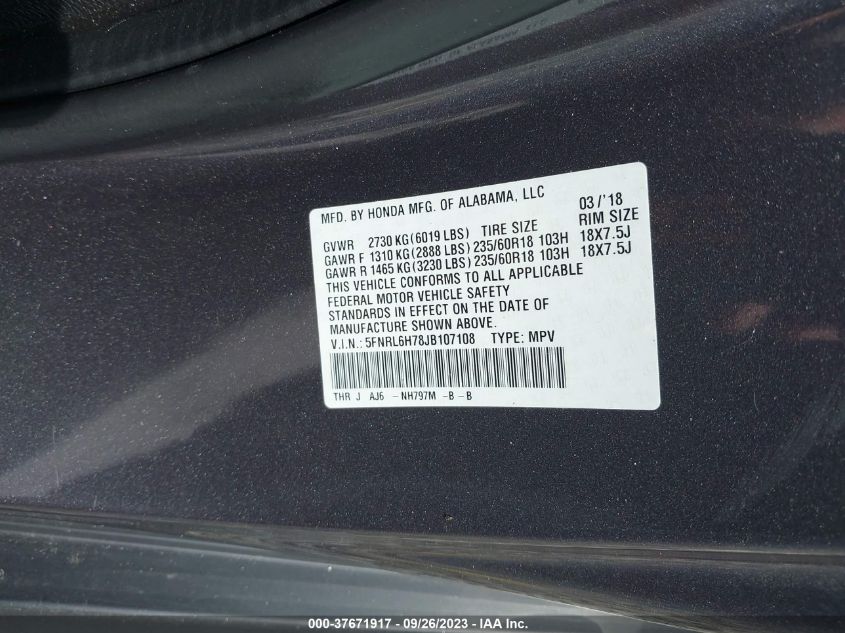 MFD. BY HONDA MFG. OF ALABAMA, LLC 03/'18
GVWR 2730 KG(6019 LBS) TIRE SIZE RIM SIZE
GAWR F 1310 KG(2888 LBS) 235/60R18 103H 18X7.5J
GAWR R 1465 KG(3230 LBS) 235/60R18 103H 18X7.5J
THIS VEHICLE CONFORMS TO ALL APPLICABLE
FEDERAL MOTOR VEHICLE SAFETY
STANDARDS IN EFFECT ON THE DATE OF
MANUFACTURE SHOWN ABOVE.
V.I.N.: 5FNRL6H78JB107108 TYPE: MPV
THR J AJ6 -NH797M -B -B
000-37671917 - 09/26/2023 - IAA Inc.